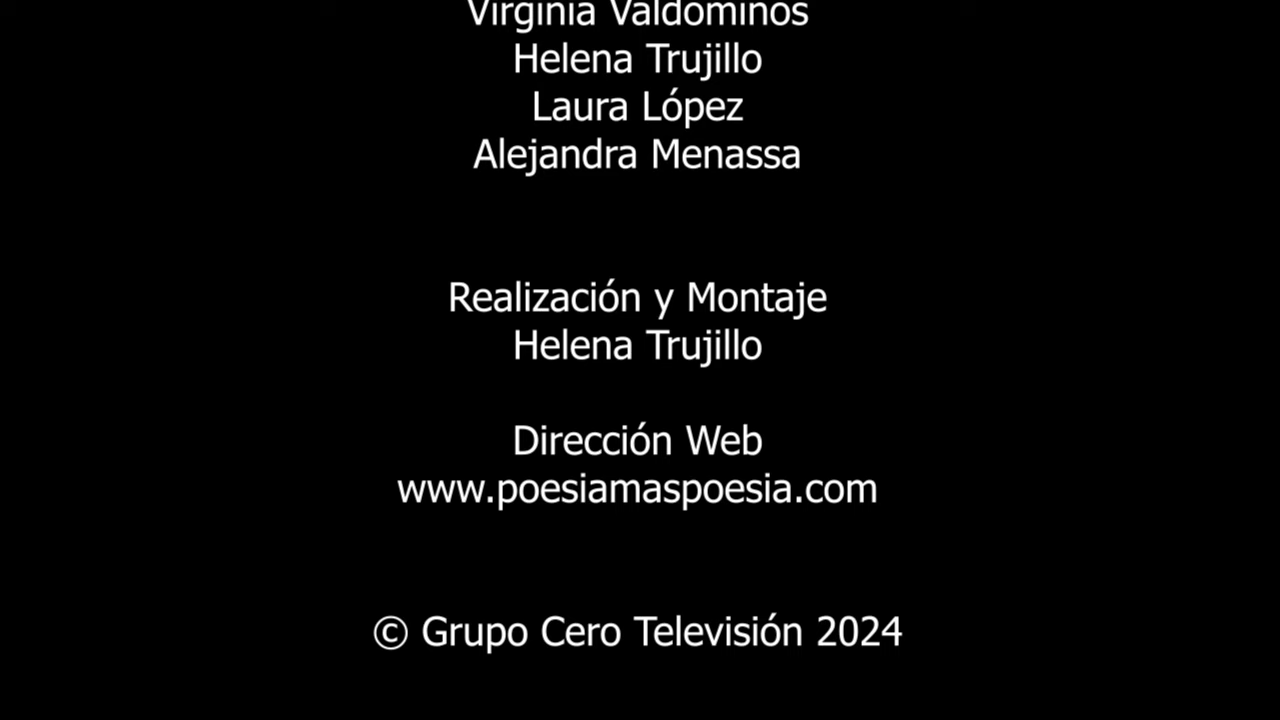 Virginia Valdominos
Helena Trujillo
Laura López
Alejandra Menassa
Realización y Montaje
Helena Trujillo
Dirección Web
www.poesiamaspoesia.com
© Grupo Cero Televisión 2024